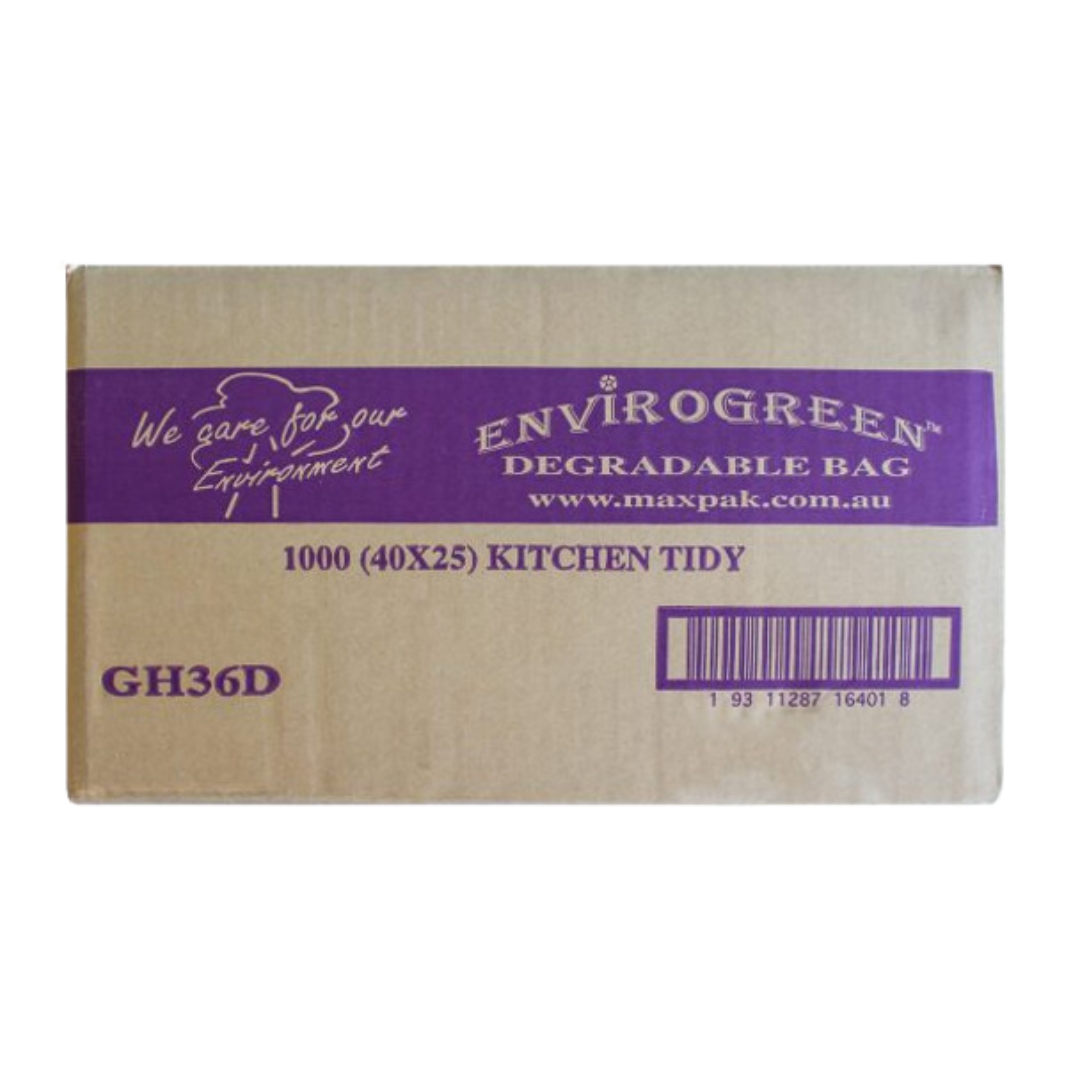 We care for our
Environment
ENVIROGREEN™
DEGRADABLE BAG
www.maxpak.com.au
1000 (40X25) KITCHEN TIDY
GH36D
1 93 11287 16401 8